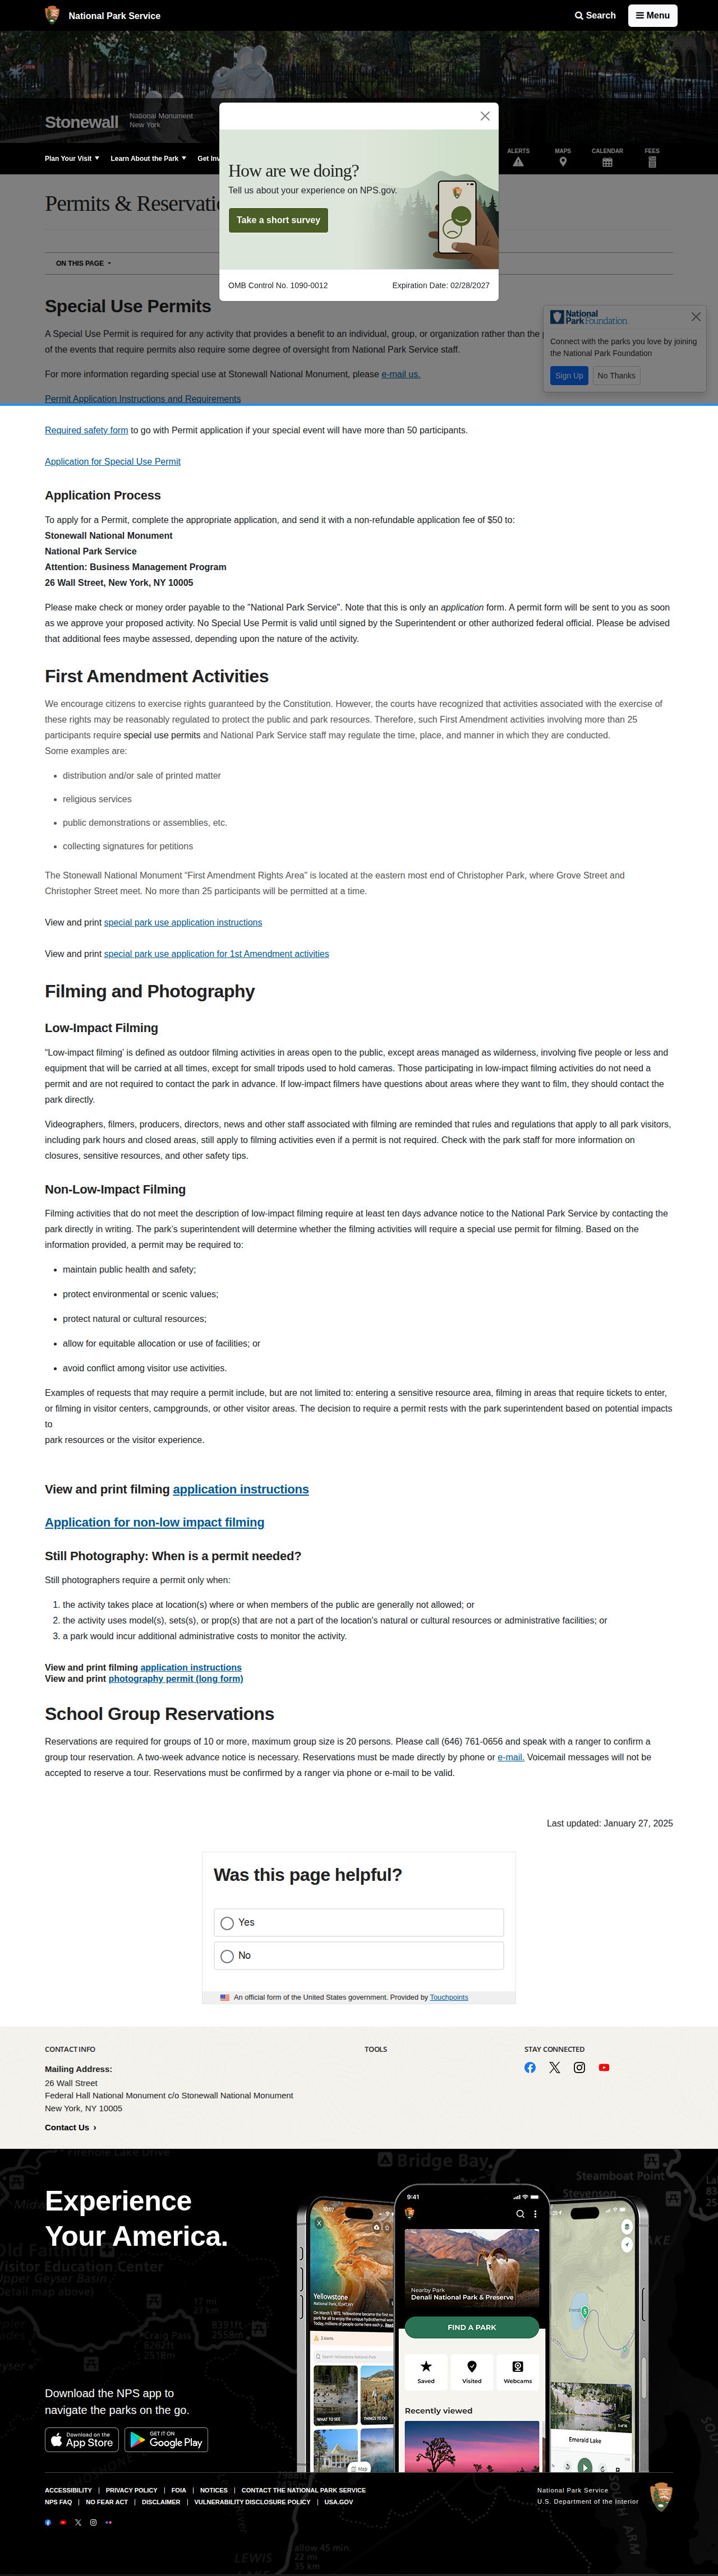 National Park Service
Search
Menu
Stonewall
National Monument
New York
Plan Your Visit
Learn About the Park
Get Inv
ALERTS
MAPS
CALENDAR
FEES
Permits & Reservati
How are we doing?
Tell us about your experience on NPS.gov.
Take a short survey
OMB Control No. 1090-0012
Expiration Date: 02/28/2027
ON THIS PAGE
Special Use Permits
A Special Use Permit is required for any activity that provides a benefit to an individual, group, or organization rather than the
of the events that require permits also require some degree of oversight from National Park Service staff.
For more information regarding special use at Stonewall National Monument, please e-mail us.
Permit Application Instructions and Requirements
National
Park Foundation
Connect with the parks you love by joining
the National Park Foundation
Sign Up
No Thanks
Required safety form to go with Permit application if your special event will have more than 50 participants.
Application for Special Use Permit
Application Process
To apply for a Permit, complete the appropriate application, and send it with a non-refundable application fee of $50 to:
Stonewall National Monument
National Park Service
Attention: Business Management Program
26 Wall Street, New York, NY 10005
Please make check or money order payable to the "National Park Service". Note that this is only an application form. A permit form will be sent to you as soon
as we approve your proposed activity. No Special Use Permit is valid until signed by the Superintendent or other authorized federal official. Please be advised
that additional fees maybe assessed, depending upon the nature of the activity.
First Amendment Activities
We encourage citizens to exercise rights guaranteed by the Constitution. However, the courts have recognized that activities associated with the exercise of
these rights may be reasonably regulated to protect the public and park resources. Therefore, such First Amendment activities involving more than 25
participants require special use permits and National Park Service staff may regulate the time, place, and manner in which they are conducted.
Some examples are:
• distribution and/or sale of printed matter
• religious services
• public demonstrations or assemblies, etc.
• collecting signatures for petitions
The Stonewall National Monument "First Amendment Rights Area" is located at the eastern most end of Christopher Park, where Grove Street and
Christopher Street meet. No more than 25 participants will be permitted at a time.
View and print special park use application instructions
View and print special park use application for 1st Amendment activities
Filming and Photography
Low-Impact Filming
"Low-impact filming' is defined as outdoor filming activities in areas open to the public, except areas managed as wilderness, involving five people or less and
equipment that will be carried at all times, except for small tripods used to hold cameras. Those participating in low-impact filming activities do not need a
permit and are not required to contact the park in advance. If low-impact filmers have questions about areas where they want to film, they should contact the
park directly.
Videographers, filmers, producers, directors, news and other staff associated with filming are reminded that rules and regulations that apply to all park visitors,
including park hours and closed areas, still apply to filming activities even if a permit is not required. Check with the park staff for more information on
closures, sensitive resources, and other safety tips.
Non-Low-Impact Filming
Filming activities that do not meet the description of low-impact filming require at least ten days advance notice to the National Park Service by contacting the
park directly in writing. The park's superintendent will determine whether the filming activities will require a special use permit for filming. Based on the
information provided, a permit may be required to:
• maintain public health and safety;
• protect environmental or scenic values;
• protect natural or cultural resources;
• allow for equitable allocation or use of facilities; or
• avoid conflict among visitor use activities.
Examples of requests that may require a permit include, but are not limited to: entering a sensitive resource area, filming in areas that require tickets to enter,
or filming in visitor centers, campgrounds, or other visitor areas. The decision to require a permit rests with the park superintendent based on potential impacts
to
park resources or the visitor experience.
View and print filming application instructions
Application for non-low impact filming
Still Photography: When is a permit needed?
Still photographers require a permit only when:
1. the activity takes place at location(s) where or when members of the public are generally not allowed; or
2. the activity uses model(s), sets(s), or prop(s) that are not a part of the location's natural or cultural resources or administrative facilities; or
3. a park would incur additional administrative costs to monitor the activity.
View and print filming application instructions
View and print photography permit (long form)
School Group Reservations
Reservations are required for groups of 10 or more, maximum group size is 20 persons. Please call (646) 761-0656 and speak with a ranger to confirm a
group tour reservation. A two-week advance notice is necessary. Reservations must be made directly by phone or e-mail. Voicemail messages will not be
accepted to reserve a tour. Reservations must be confirmed by a ranger via phone or e-mail to be valid.
Last updated: January 27, 2025
Was this page helpful?
Yes
No
An official form of the United States government. Provided by Touchpoints
CONTACT INFO
Mailing Address:
26 Wall Street
Federal Hall National Monument c/o Stonewall National Monument
New York, NY 10005
Contact Us ›
TOOLS
STAY CONNECTED
Experience
Your America.
Download the NPS app to
navigate the parks on the go.
Download on the
App Store
GET IT ON
Google Play
Bridge Bay
Steamboat Point
Stevenson
Old Faithful
Visitor Education Center
Upper Geyser Basin
Detail map above)
17 mi
27 km
Craig Pass
8262ft
2518m
8391ft
2558m
10:02
Yellowstone
WHAT TO SEE
THINGS TO DO
Map
9:41
Nearby Park
Denali National Park & Preserve
FIND A PARK
Saved
Visited
Webcams
Recently viewed
Emerald Lake
LEWIS
allow 45 min.
22 mi
35 km
ACCESSIBILITY | PRIVACY POLICY | FOIA | NOTICES | CONTACT THE NATIONAL PARK SERVICE
NPS FAQ | NO FEAR ACT | DISCLAIMER | VULNERABILITY DISCLOSURE POLICY | USA.GOV
National Park Service
U.S. Department of the Interior